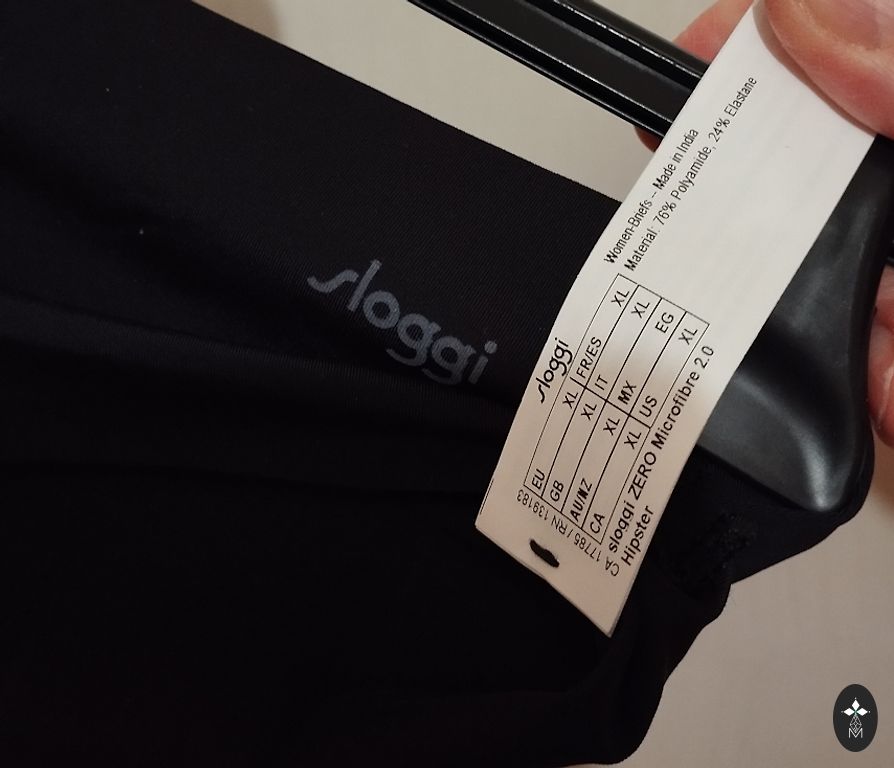 sloggi
Women-Briefs – Made in India
Material: 76% Polyamide, 24% Elastane
sloggi
EU XL FR/ES XL
GB XL IT XL
AU/NZ XL MX EG
CA XL US XL
CA 17785 / RN 139183
sloggi ZERO Microfibre 2.0
Hipster
M